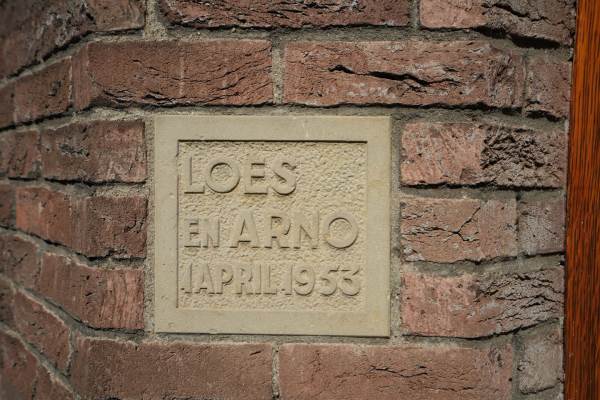 LOES
EN ARNO
1 APRIL 1953